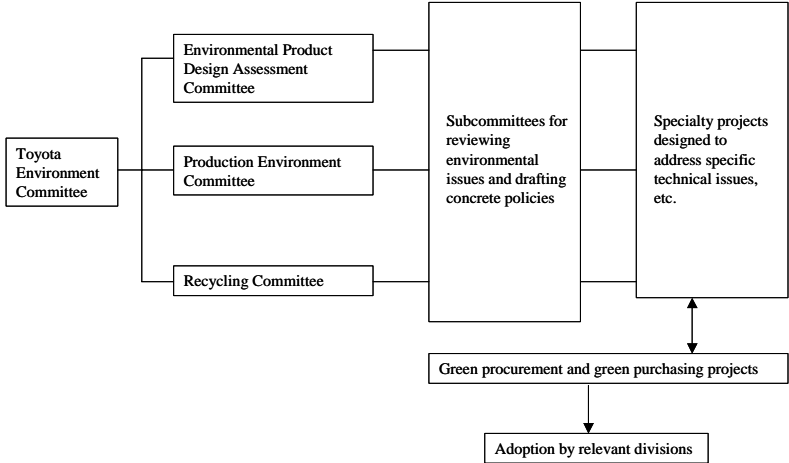 Toyota
Environment
Committee
Environmental Product
Design Assessment
Committee
Production Environment
Committee
Recycling Committee
Subcommittees for
reviewing
environmental
issues and drafting
concrete policies
Specialty projects
designed to
address specific
technical issues,
etc.
Green procurement and green purchasing projects
Adoption by relevant divisions